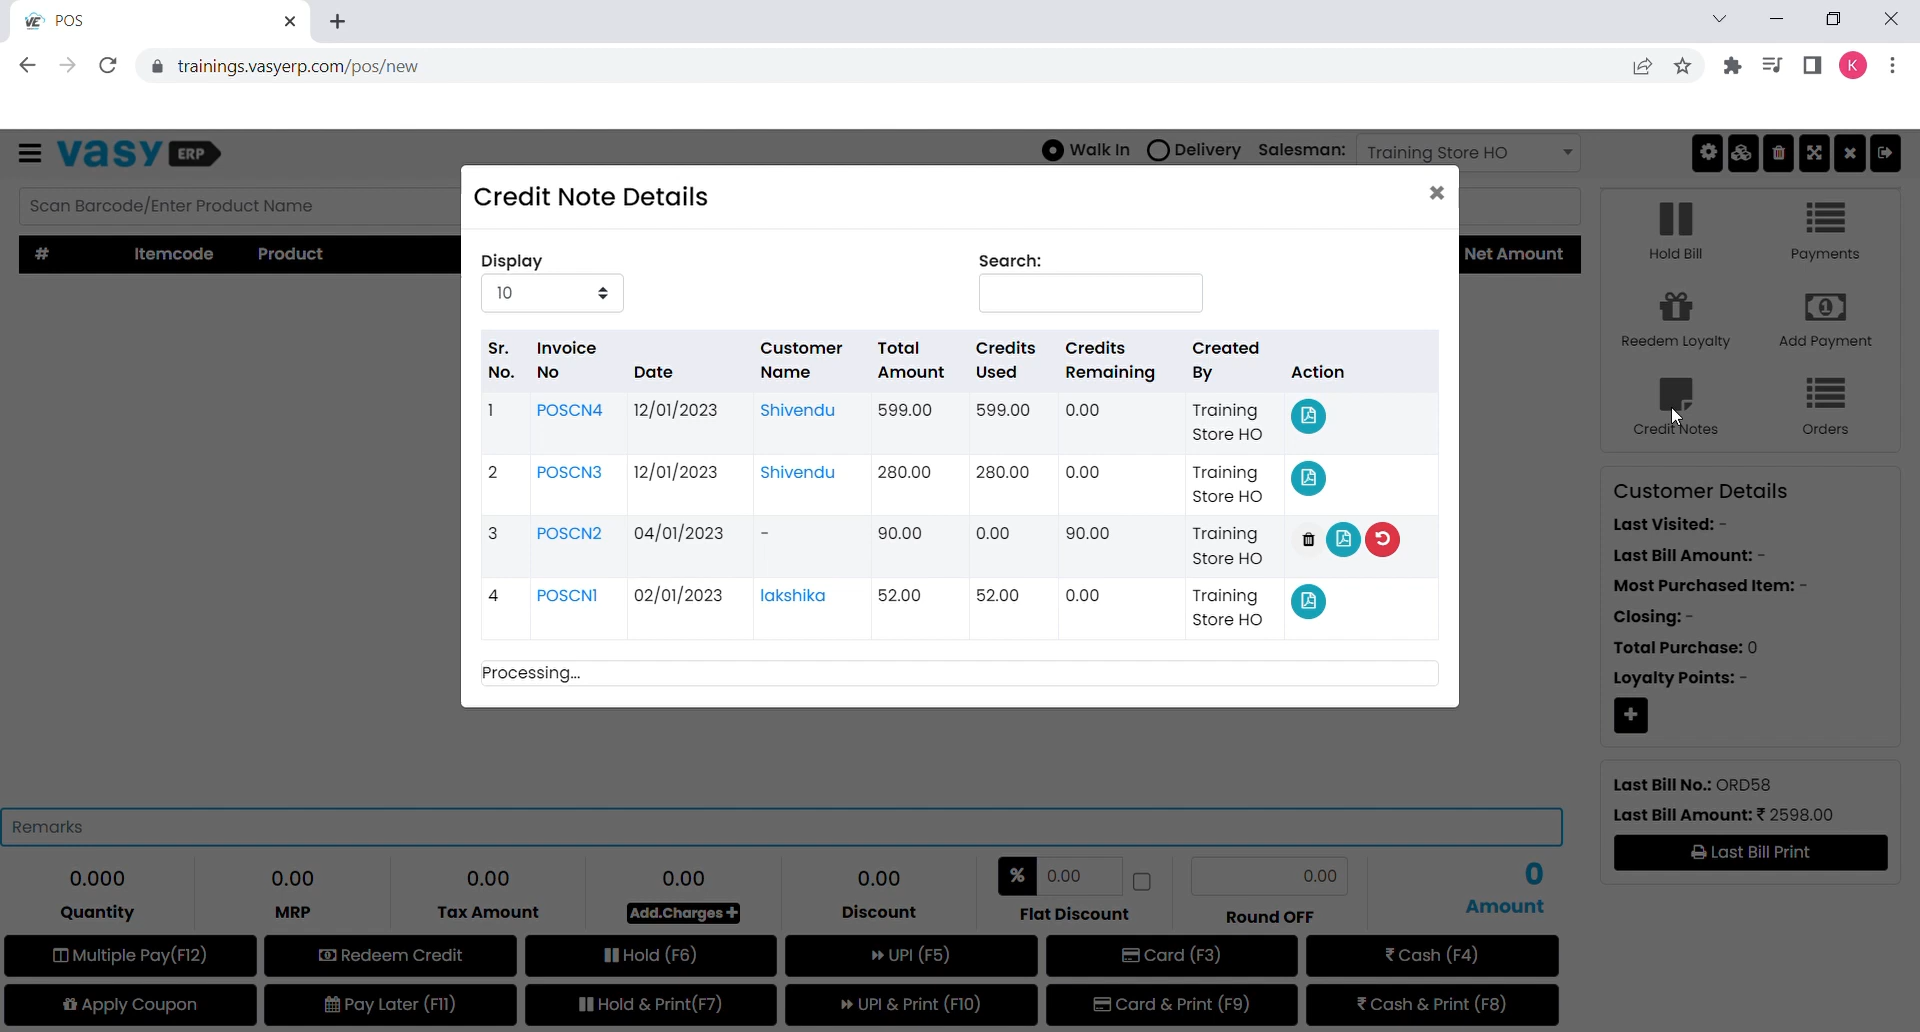 POS
trainings.vasyerp.com/pos/new
K
vasy ERP
Walk In Delivery Salesman: Training Store HO
Scan Barcode/Enter Product Name
# Itemcode Product Net Amount
Credit Note Details
Display Search:
10
Sr. No. Invoice No Date Customer Name Total Amount Credits Used Credits Remaining Created By Action
1 POSCN4 12/01/2023 Shivendu 599.00 599.00 0.00 Training Store HO
2 POSCN3 12/01/2023 Shivendu 280.00 280.00 0.00 Training Store HO
3 POSCN2 04/01/2023 - 90.00 0.00 90.00 Training Store HO
4 POSCN1 02/01/2023 lakshika 52.00 52.00 0.00 Training Store HO
Processing...
Hold Bill Payments
Reedem Loyalty Add Payment
Credit Notes Orders
Customer Details
Last Visited: -
Last Bill Amount: -
Most Purchased Item: -
Closing: -
Total Purchase: 0
Loyalty Points: -
Last Bill No.: ORD58
Last Bill Amount: ₹ 2598.00
Last Bill Print
Remarks
0.000 0.00 0.00 0.00 0.00 % 0.00 0.00 0
Quantity MRP Tax Amount Add.Charges+ Discount Flat Discount Round OFF Amount
Multiple Pay(F12) Redeem Credit Hold (F6) UPI (F5) Card (F3) ₹ Cash (F4)
Apply Coupon Pay Later (F11) Hold & Print(F7) UPI & Print (F10) Card & Print (F9) ₹ Cash & Print (F8)